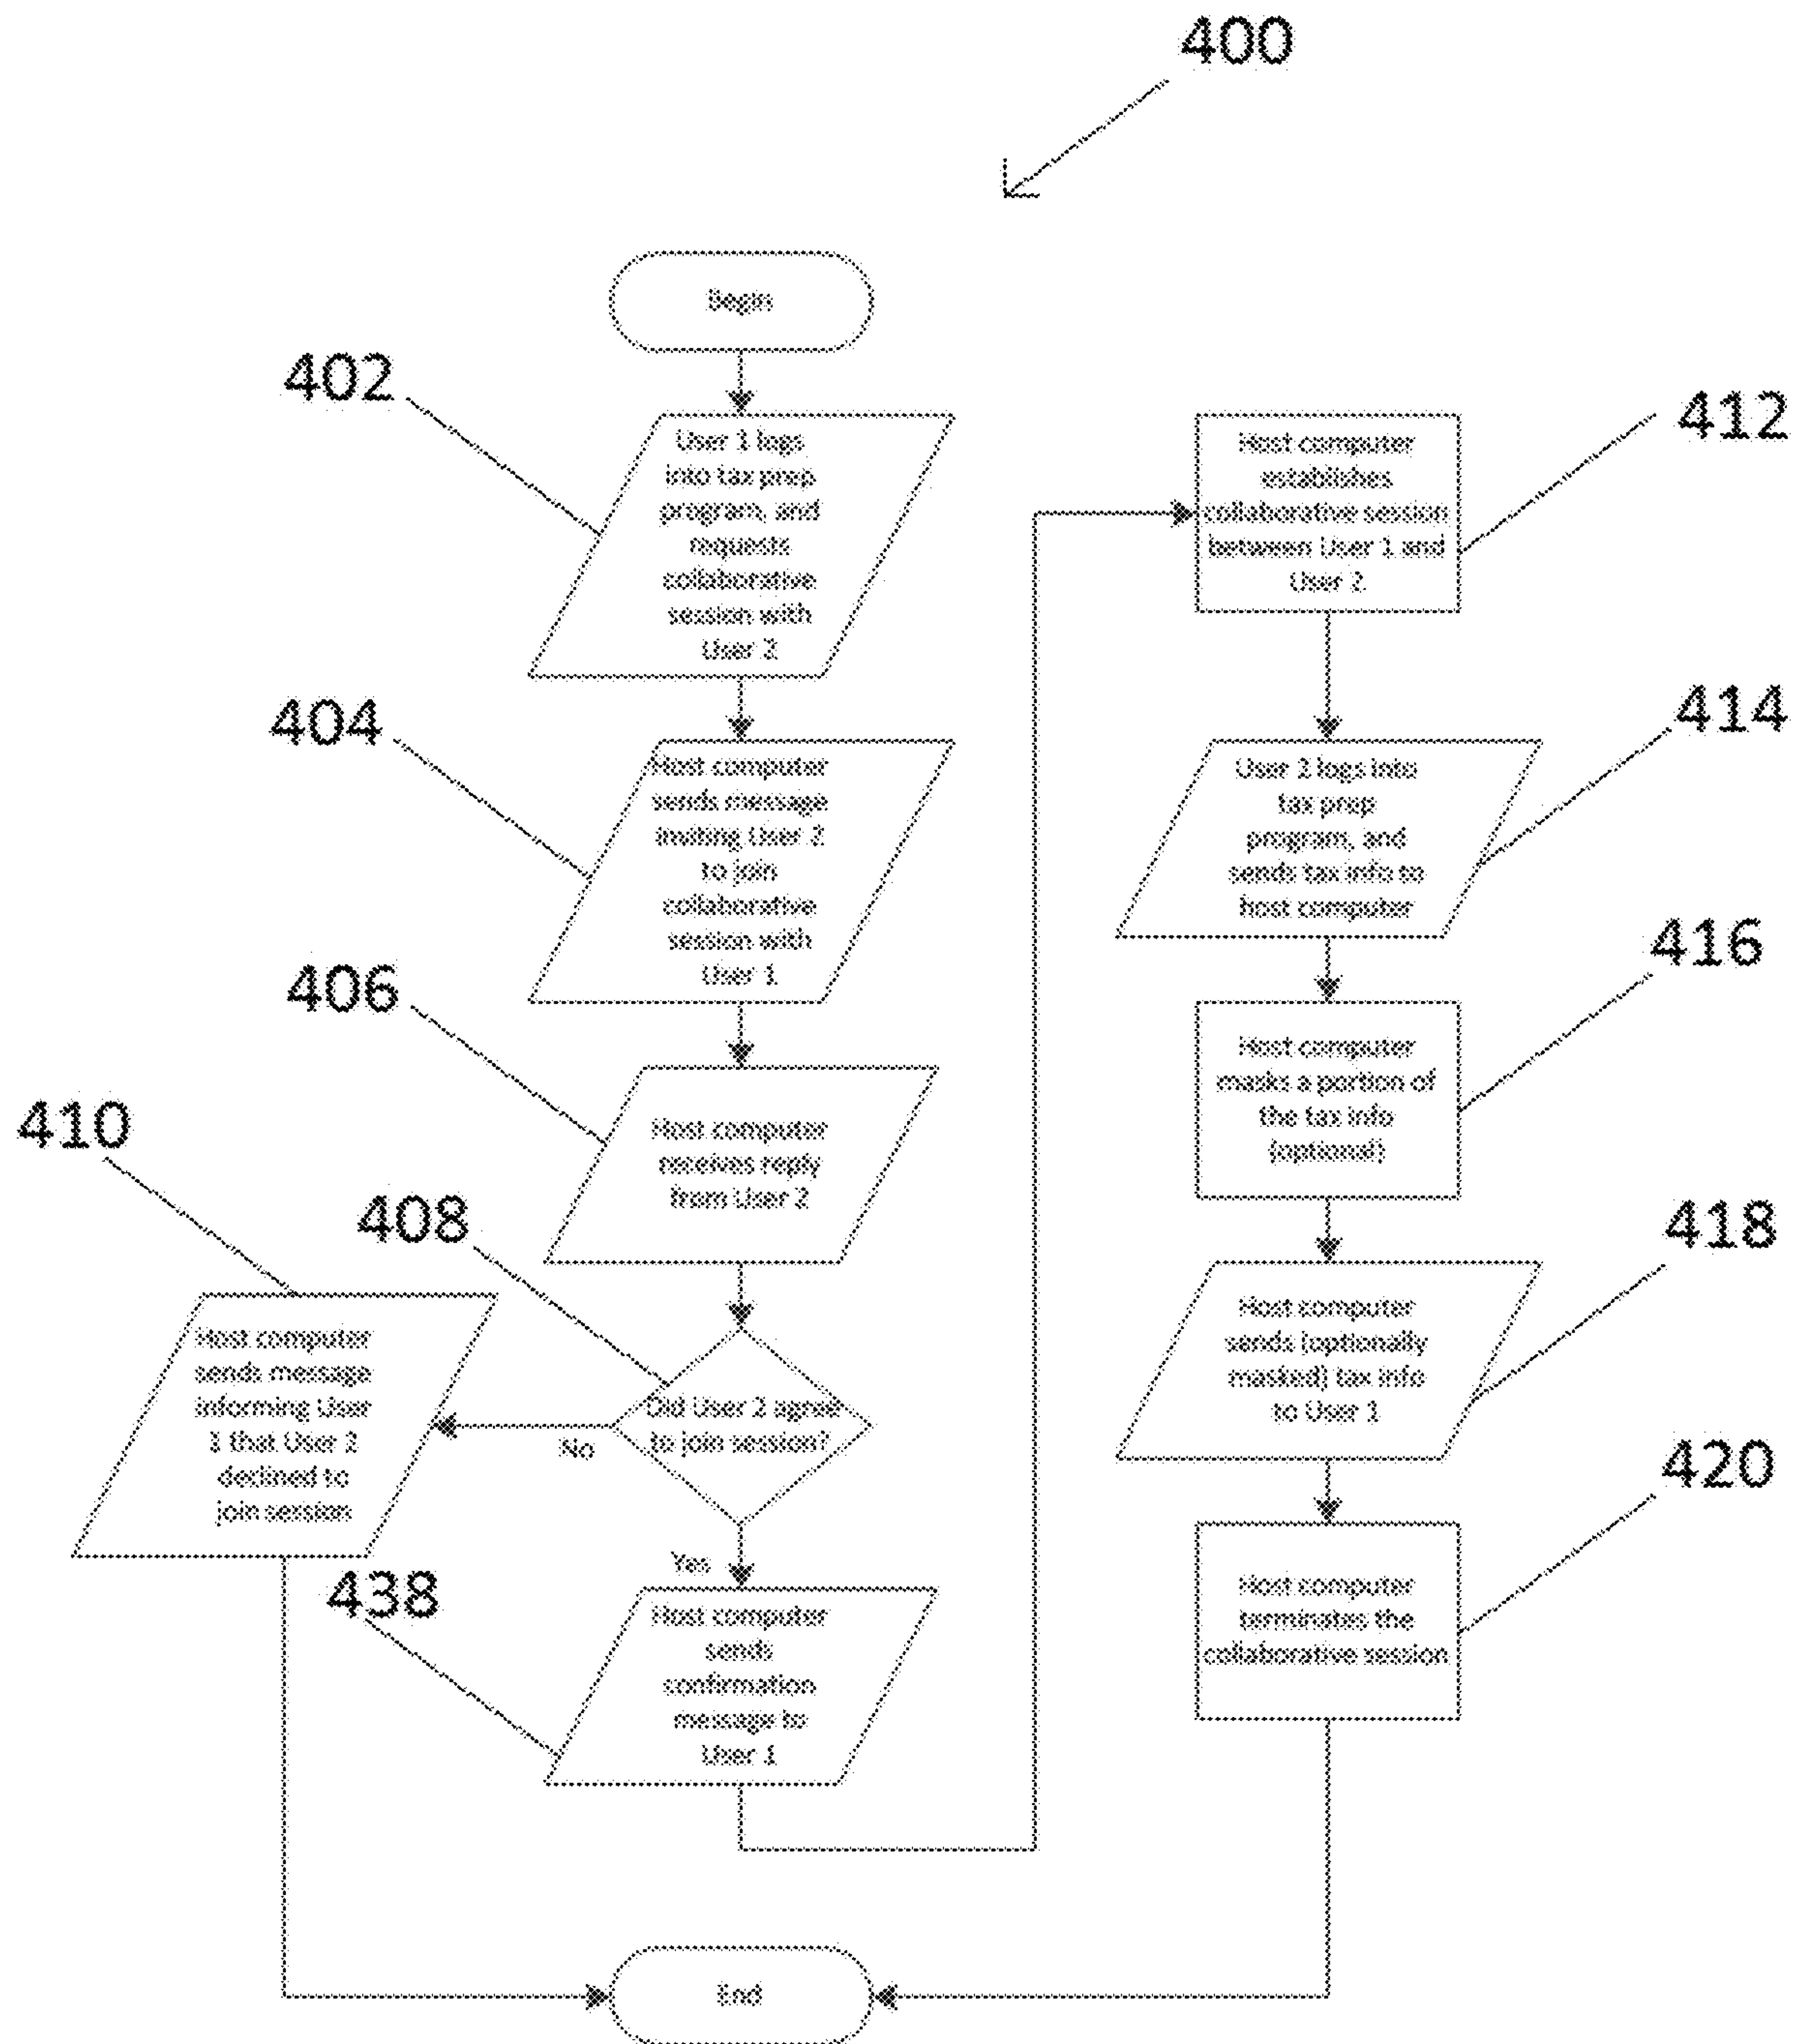 400
Begin
402
User 1 logs
into tax prep
program, and
requests
collaborative
session with
User 2
404
Host computer
sends message
inviting User 2
to join
collaborative
session with
User 1
406
Host computer
receives reply
from User 2
408
Did User 2 agree
to join session?
No
410
Host computer
sends message
informing User
1 that User 2
declined to
join session
Yes
438
Host computer
sends
confirmation
message to
User 1
412
Host computer
establishes
collaborative session
between User 1 and
User 2
414
User 2 logs into
tax prep
program, and
sends tax info to
host computer
416
Host computer
masks a portion of
the tax info
(optional)
418
Host computer
sends (optionally
masked) tax info
to User 1
420
Host computer
terminates the
collaborative session
End